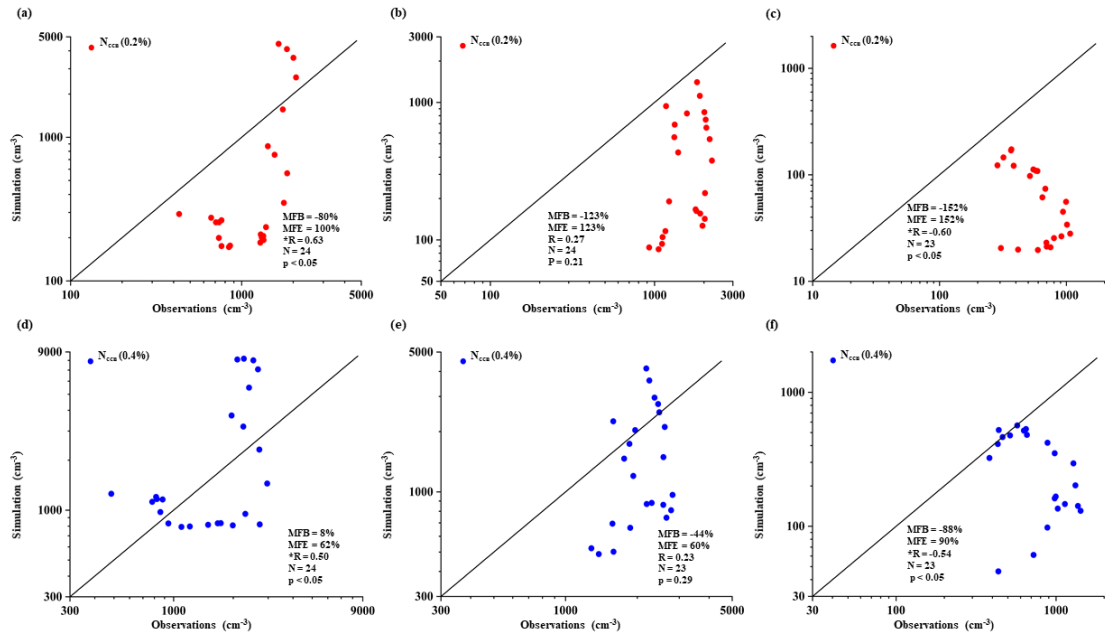 (a)
5000
N_ccn (0.2%)
Simulation (cm⁻³)
1000
MFB = -80%
MFE = 100%
*R = 0.63
N = 24
p < 0.05
100
100
1000
5000
Observations (cm⁻³)
(b)
3000
N_ccn (0.2%)
Simulation (cm⁻³)
1000
MFB = -123%
MFE = 123%
R = 0.27
N = 24
P = 0.21
100
50
50
100
1000
3000
Observations (cm⁻³)
(c)
N_ccn (0.2%)
1000
Simulation (cm⁻³)
100
MFB = -152%
MFE = 152%
*R = -0.60
N = 23
p < 0.05
10
10
100
1000
Observations (cm⁻³)
(d)
9000
N_ccn (0.4%)
Simulation (cm⁻³)
1000
MFB = 8%
MFE = 62%
*R = 0.50
N = 24
p < 0.05
300
300
1000
9000
Observations (cm⁻³)
(e)
5000
N_ccn (0.4%)
Simulation (cm⁻³)
1000
MFB = -44%
MFE = 60%
R = 0.23
N = 23
p = 0.29
300
300
1000
5000
Observations (cm⁻³)
(f)
N_ccn (0.4%)
1000
Simulation (cm⁻³)
100
MFB = -88%
MFE = 90%
*R = -0.54
N = 23
p < 0.05
30
30
100
1000
Observations (cm⁻³)